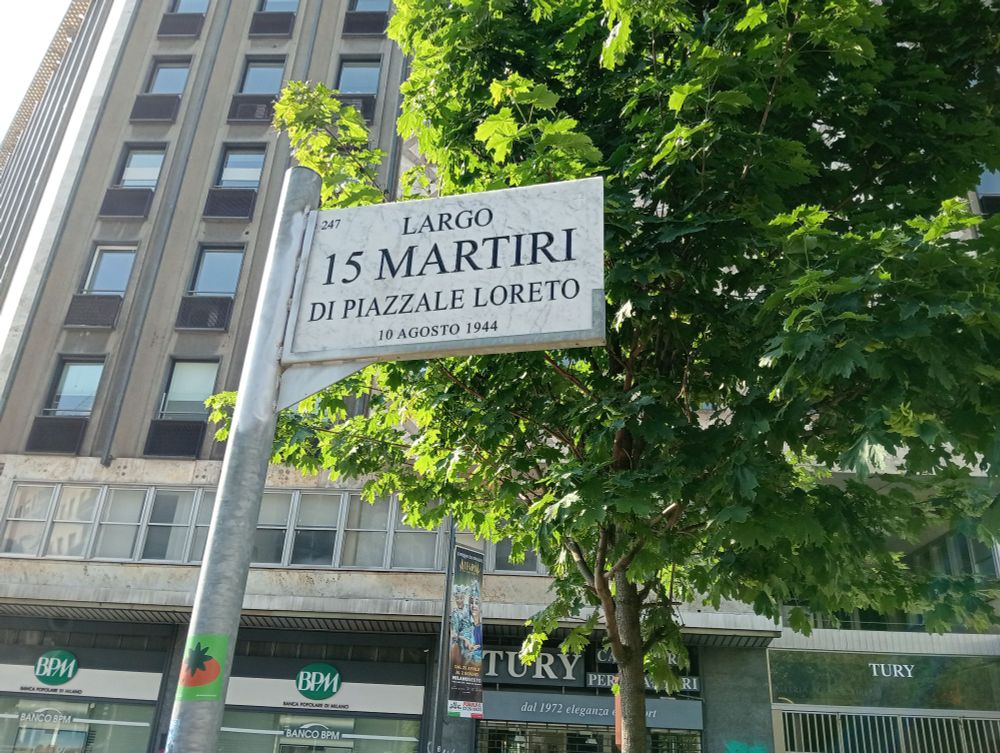 247
LARGO
15 MARTIRI
DI PIAZZALE LORETO
10 AGOSTO 1944
BPM
BANCA POPOLARE DI MILANO
BANCO BPM
BPM
BANCA POPOLARE DI MILANO
BANCO BPM
TURY
PER
dal 1972 eleganza e
TURY